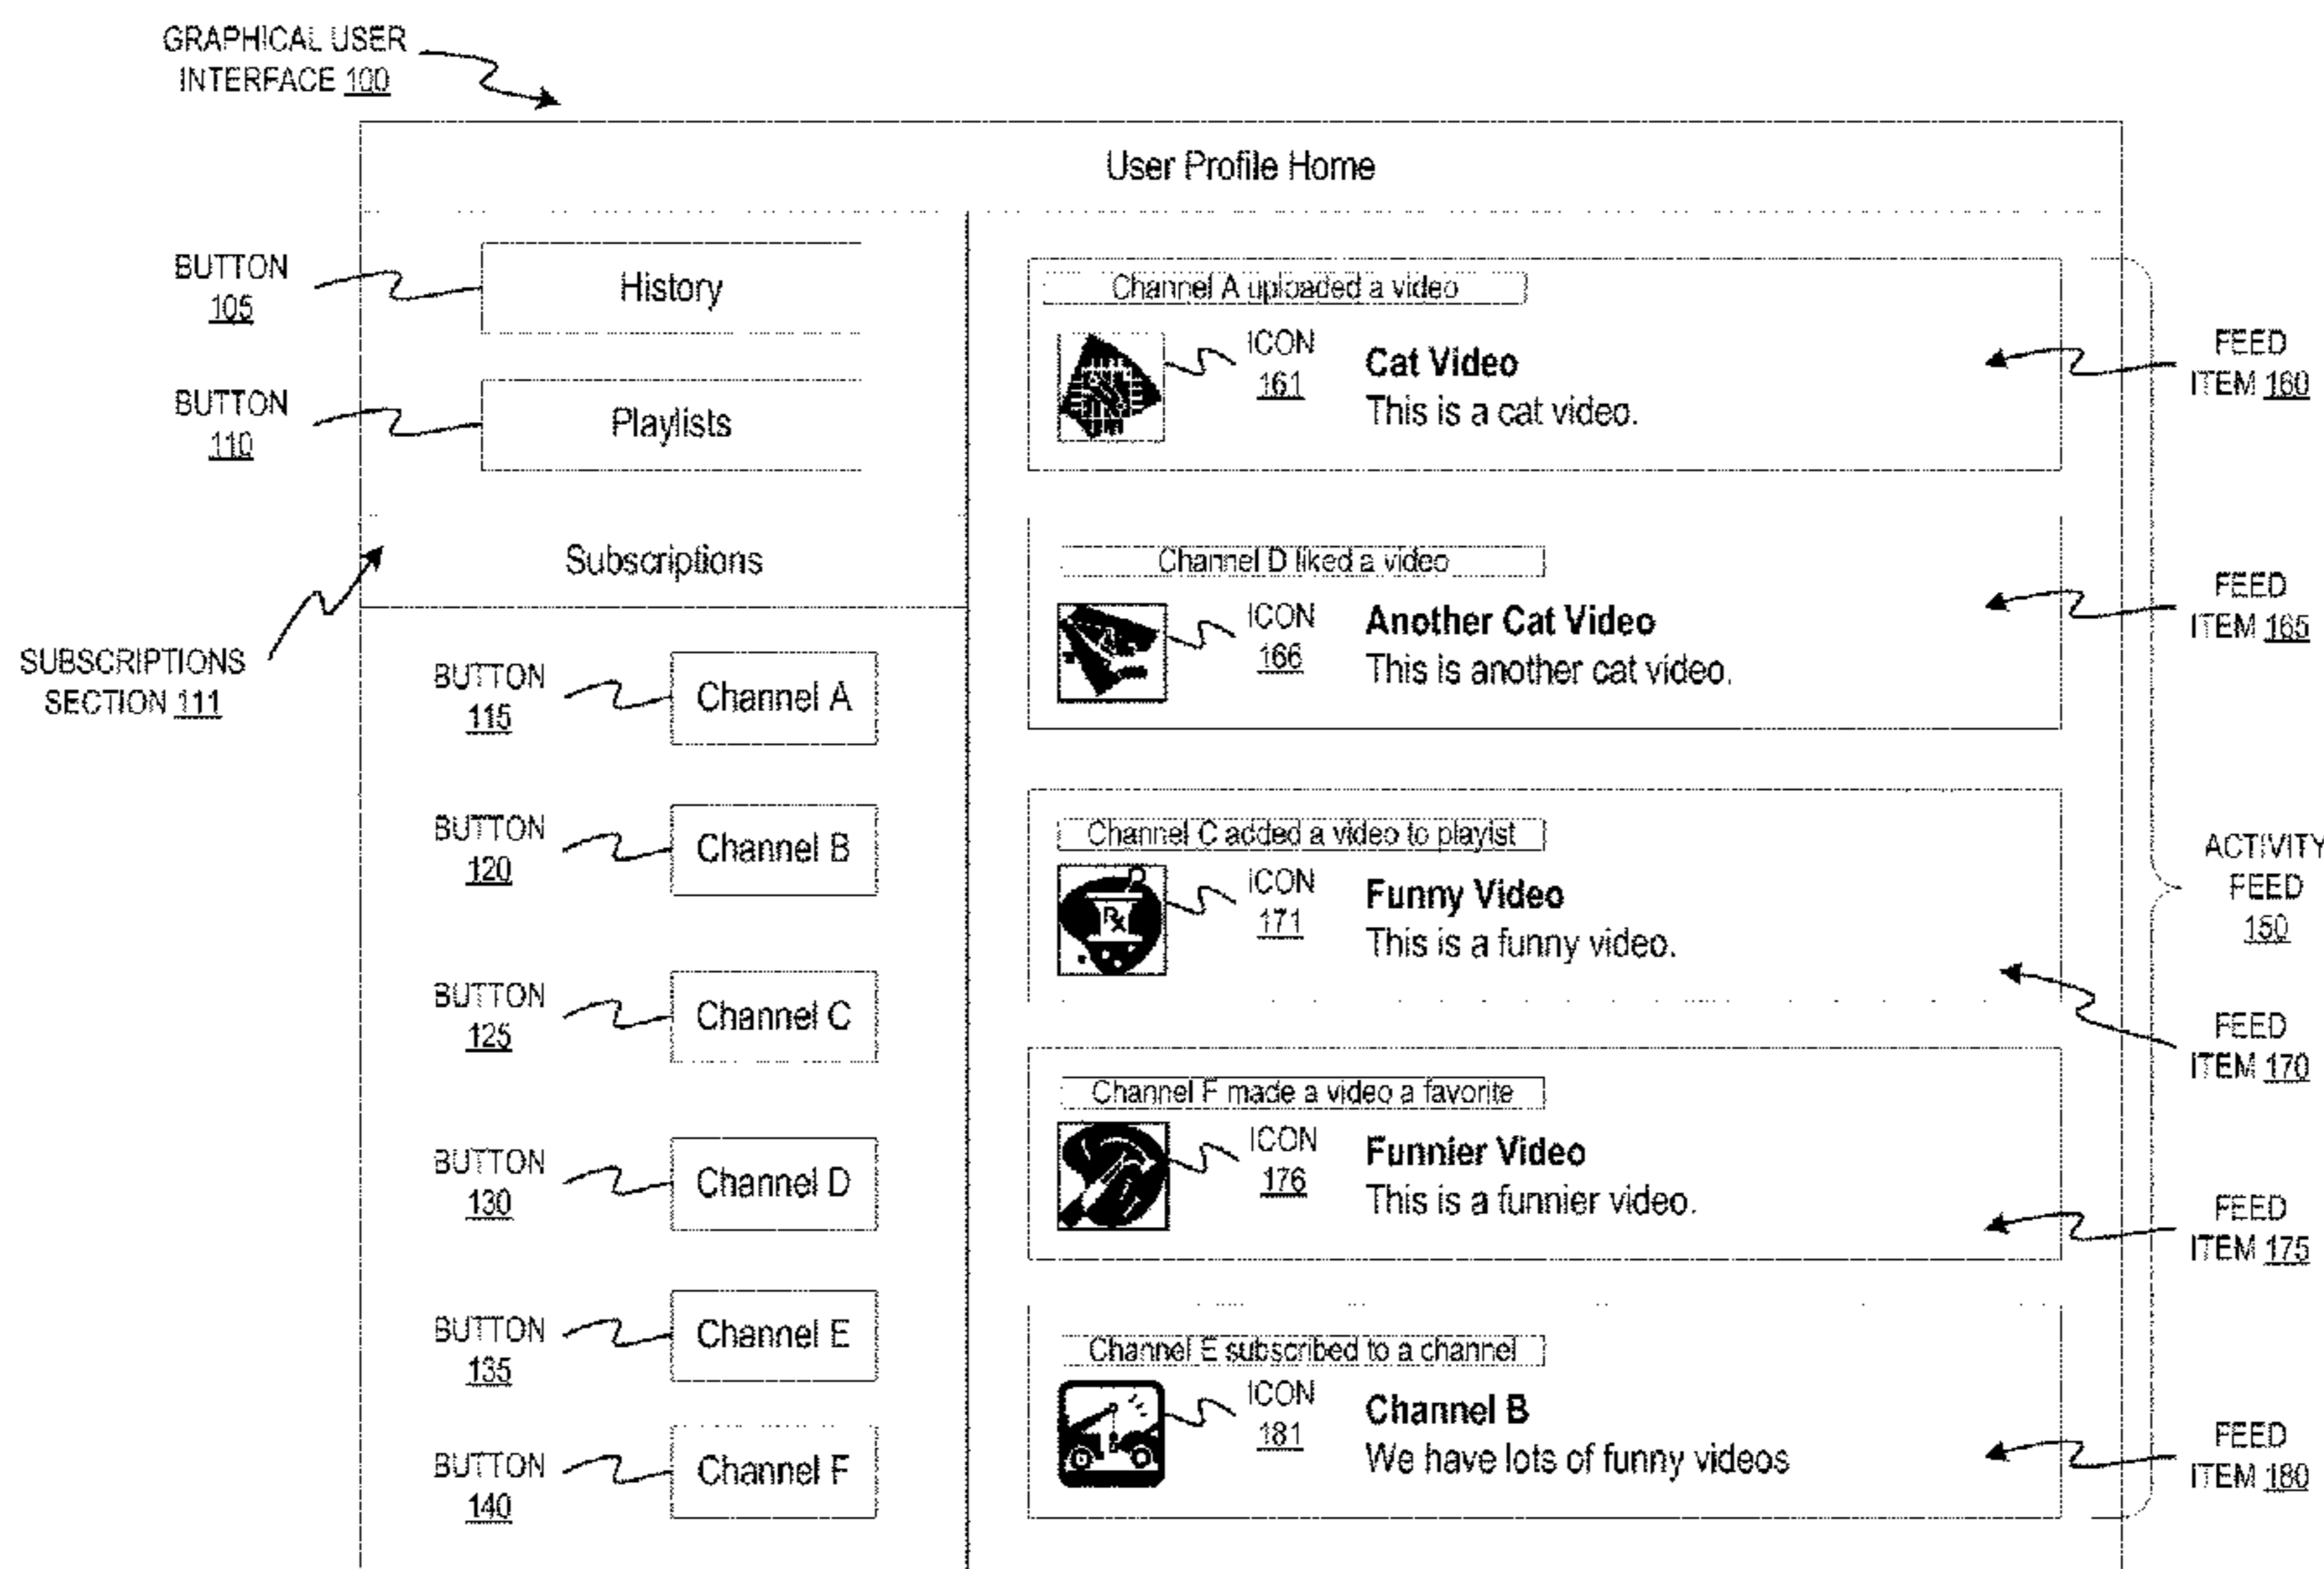 GRAPHICAL USER
INTERFACE 100
User Profile Home
BUTTON
105
History
BUTTON
110
Playlists
Subscriptions
SUBSCRIPTIONS
SECTION 111
BUTTON
115
Channel A
BUTTON
120
Channel B
BUTTON
125
Channel C
BUTTON
130
Channel D
BUTTON
135
Channel E
BUTTON
140
Channel F
Channel A uploaded a video
ICON
161
Cat Video
This is a cat video.
FEED
ITEM 160
Channel D liked a video
ICON
166
Another Cat Video
This is another cat video.
FEED
ITEM 165
Channel C added a video to playist
Rx
ICON
171
Funny Video
This is a funny video.
ACTIVITY
FEED
150
FEED
ITEM 170
Channel F made a video a favorite
ICON
176
Funnier Video
This is a funnier video.
FEED
ITEM 175
Channel E subscribed to a channel
ICON
181
Channel B
We have lots of funny videos
FEED
ITEM 180